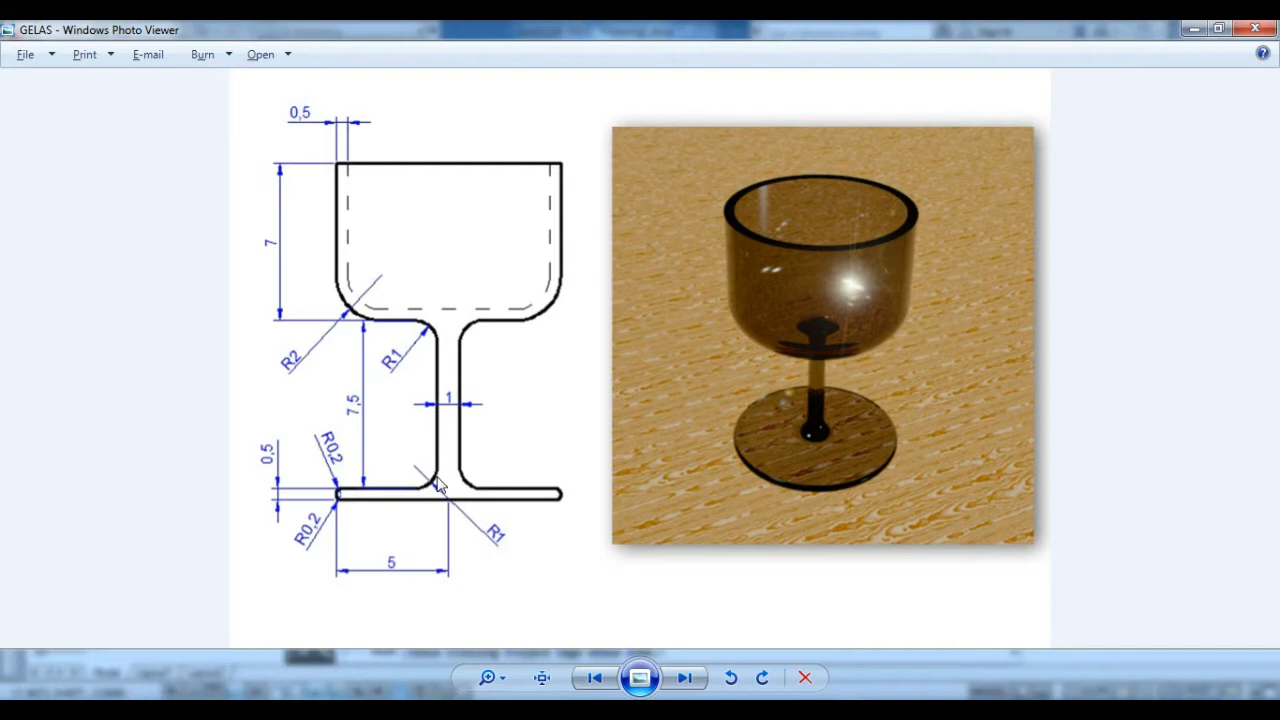 GELAS - Windows Photo Viewer
File Print E-mail Burn Open
0,5
7
R2
R1
7,5
1
0,5
R0,2
R0,2
R1
5